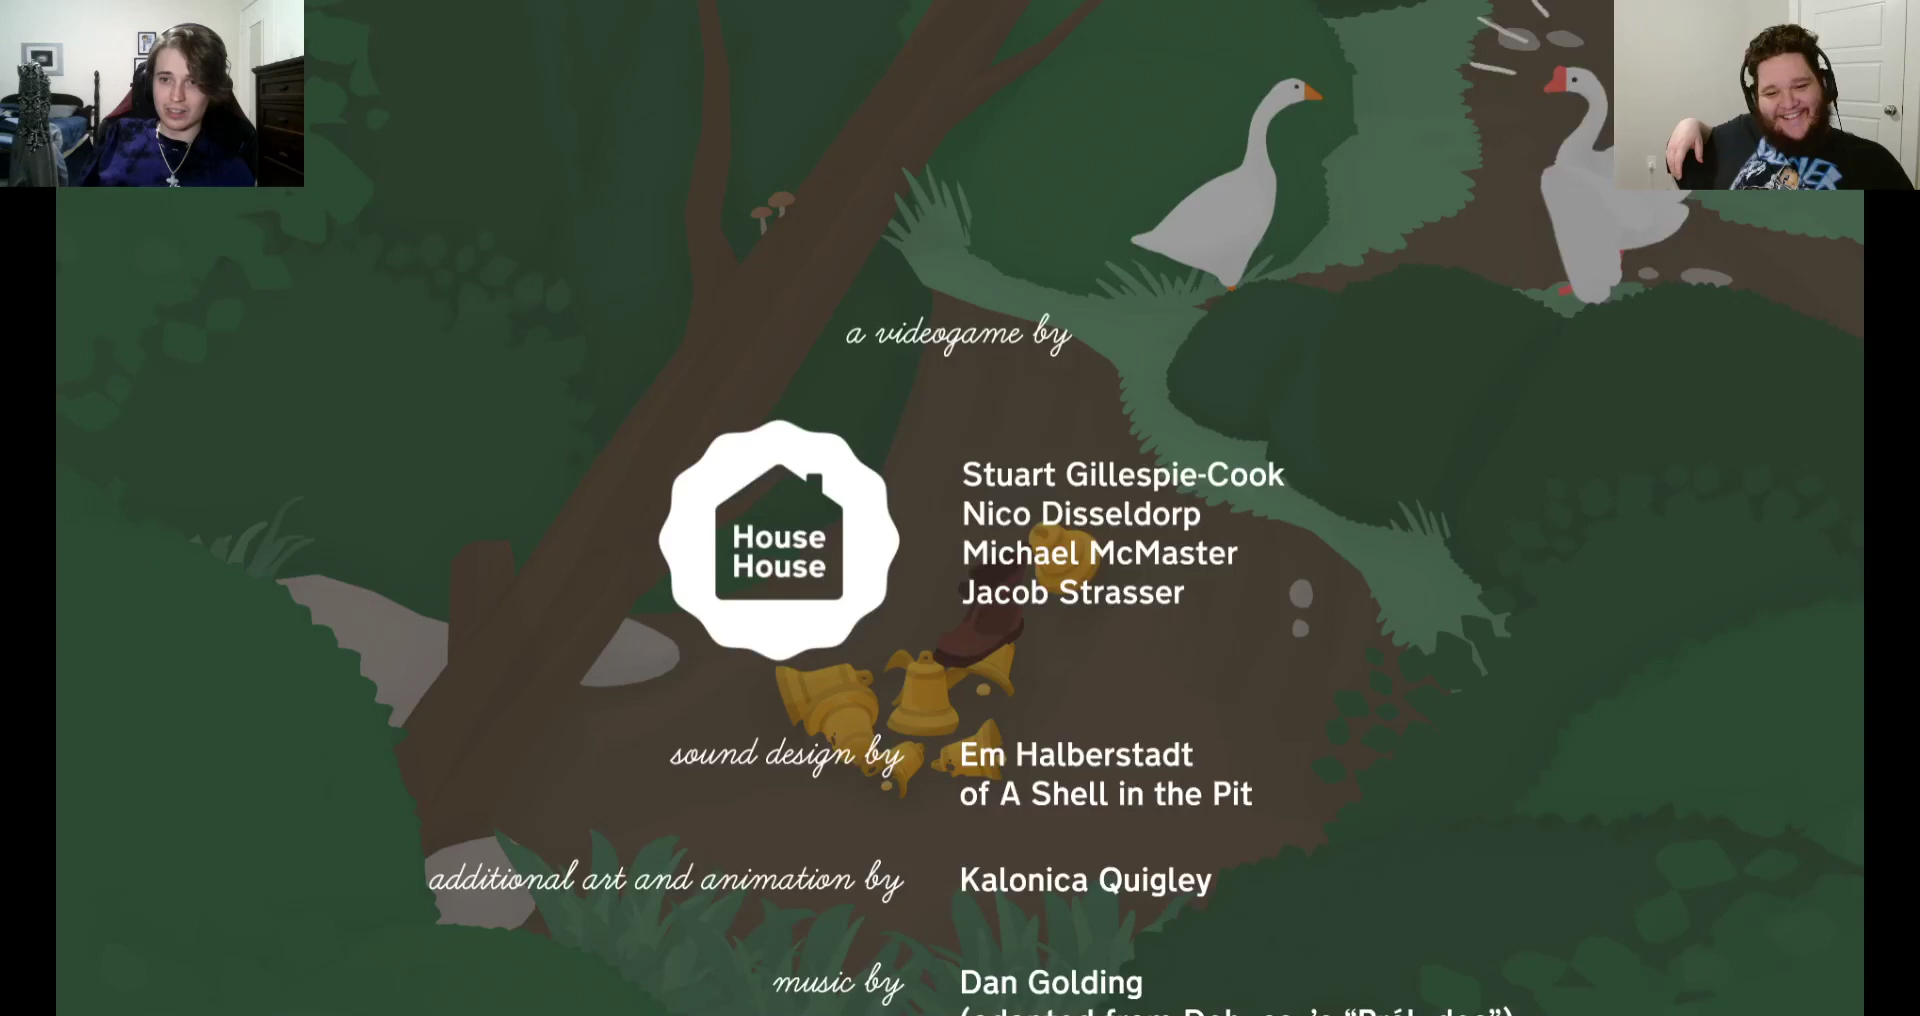 a videogame by
House
House
Stuart Gillespie-Cook
Nico Disseldorp
Michael McMaster
Jacob Strasser
sound design by
Em Halberstadt
of A Shell in the Pit
additional art and animation by
Kalonica Quigley
music by
Dan Golding